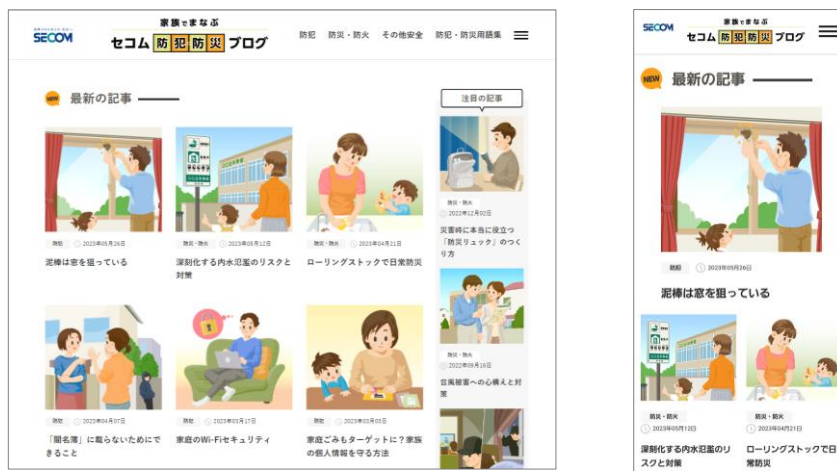 SECOM
家族でまなぶ
セコム防犯防災ブログ
防犯 防災・防火 その他安全 防犯・防災用語集
NEW 最新の記事
防犯 2023年05月26日
泥棒は窓を狙っている
防災・防火 2023年05月12日
深刻化する内水氾濫のリスクと
対策
防災・防火 2023年04月21日
ローリングストックで日常防災
防犯 2023年04月07日
「闇名簿」に載らないためにで
きること
防犯 2023年03月17日
家庭のWi-Fiセキュリティ
防犯 2023年03月03日
家庭ごみもターゲットに?家族
の個人情報を守る方法
注目の記事
防災・防火
2022年12月02日
災害時に本当に役立つ
「防災リュック」のつく
り方
防災・防火
2022年09月16日
台風被害への心構えと対
策
SECOM
家族でまなぶ
セコム防犯防災ブログ
NEW 最新の記事
防犯 2023年05月26日
泥棒は窓を狙っている
防災・防火
2023年05月12日
深刻化する内水氾濫のリ
スクと対策
防災・防火
2023年04月21日
ローリングストックで日
常防災